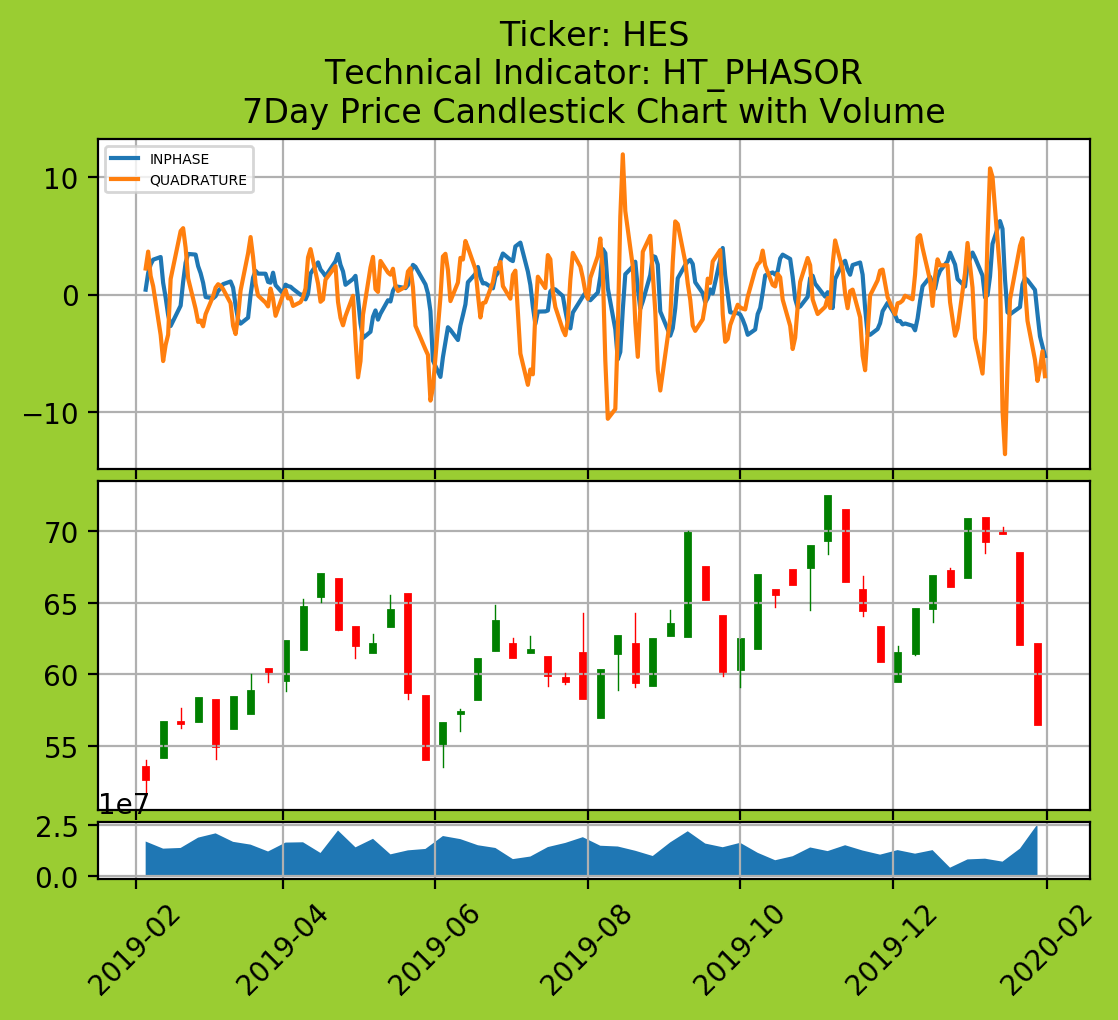 Ticker: HES
Technical Indicator: HT_PHASOR
7Day Price Candlestick Chart with Volume
INPHASE
QUADRATURE
10
0
−10
70
65
60
55
1e7
2.5
0.0
2019-02
2019-04
2019-06
2019-08
2019-10
2019-12
2020-02